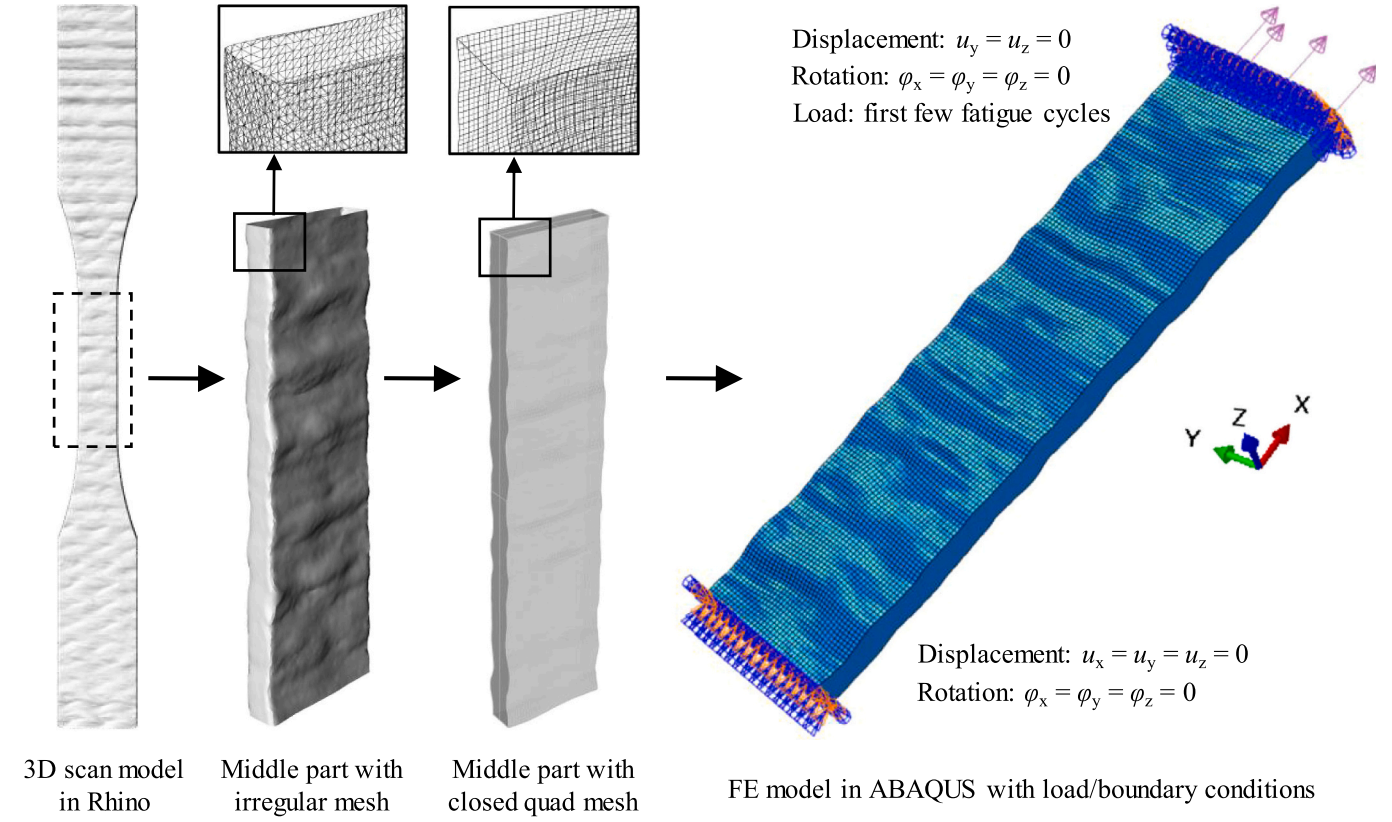 Displacement: uy = uz = 0
Rotation: φx = φy = φz = 0
Load: first few fatigue cycles
X
Z
Y
Displacement: ux = uy = uz = 0
Rotation: φx = φy = φz = 0
3D scan model
in Rhino
Middle part with
irregular mesh
Middle part with
closed quad mesh
FE model in ABAQUS with load/boundary conditions